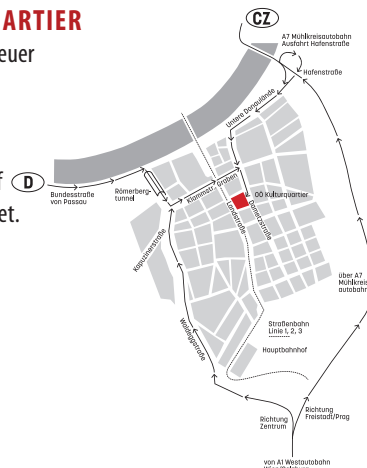 ARTIER
euer
f
et.
CZ
A7 Mühlkreisautobahn
Ausfahrt Hafenstraße
Hafenstraße
Untere Donaulände
D
Bundesstraße
von Passau
Römerberg-
tunnel
Klammstr.
Graben
OÖ Kulturquartier
Landstraße
Dametzstraße
Kapuzinerstraße
Waldeggstraße
über A7
Mühlkreis
autobahn
Straßenbahn
Linie 1, 2, 3
Hauptbahnhof
Richtung
Zentrum
Richtung
Freistadt/Prag
von A1 Westautobahn